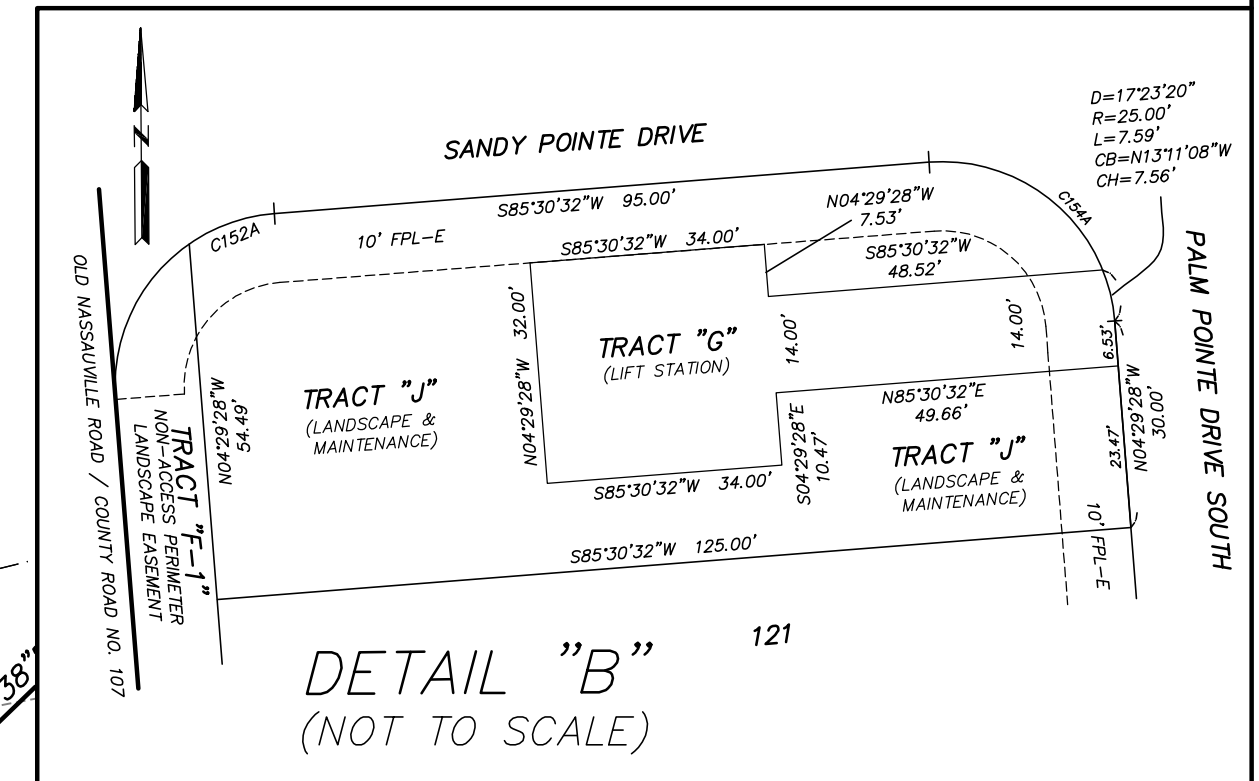 D=17°23'20"
R=25.00'
L=7.59'
CB=N13°11'08"W
CH=7.56'
SANDY POINTE DRIVE
N
S85°30'32"W 95.00'
N04°29'28"W
7.53'
C154A
C152A
10' FPL-E
S85°30'32"W 34.00'
S85°30'32"W
48.52'
PALM POINTE DRIVE SOUTH
OLD NASSAUVILLE ROAD / COUNTY ROAD NO. 107
N04°29'28"W 32.00'
TRACT "G"
(LIFT STATION)
14.00'
14.00'
6.53'
N04°29'28"W
54.49'
TRACT "J"
(LANDSCAPE &
MAINTENANCE)
N85°30'32"E
49.66'
N04°29'28"W
30.00'
23.47'
TRACT "F-1"
NON-ACCESS PERIMETER
LANDSCAPE EASEMENT
S04°29'28"E
10.47'
TRACT "J"
(LANDSCAPE &
MAINTENANCE)
S85°30'32"W 34.00'
10' FPL-E
S85°30'32"W 125.00'
121
38"
DETAIL "B"
(NOT TO SCALE)